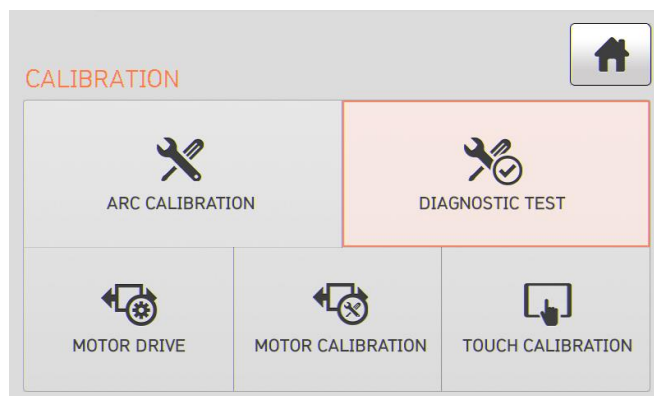 CALIBRATION
ARC CALIBRATION
DIAGNOSTIC TEST
MOTOR DRIVE
MOTOR CALIBRATION
TOUCH CALIBRATION